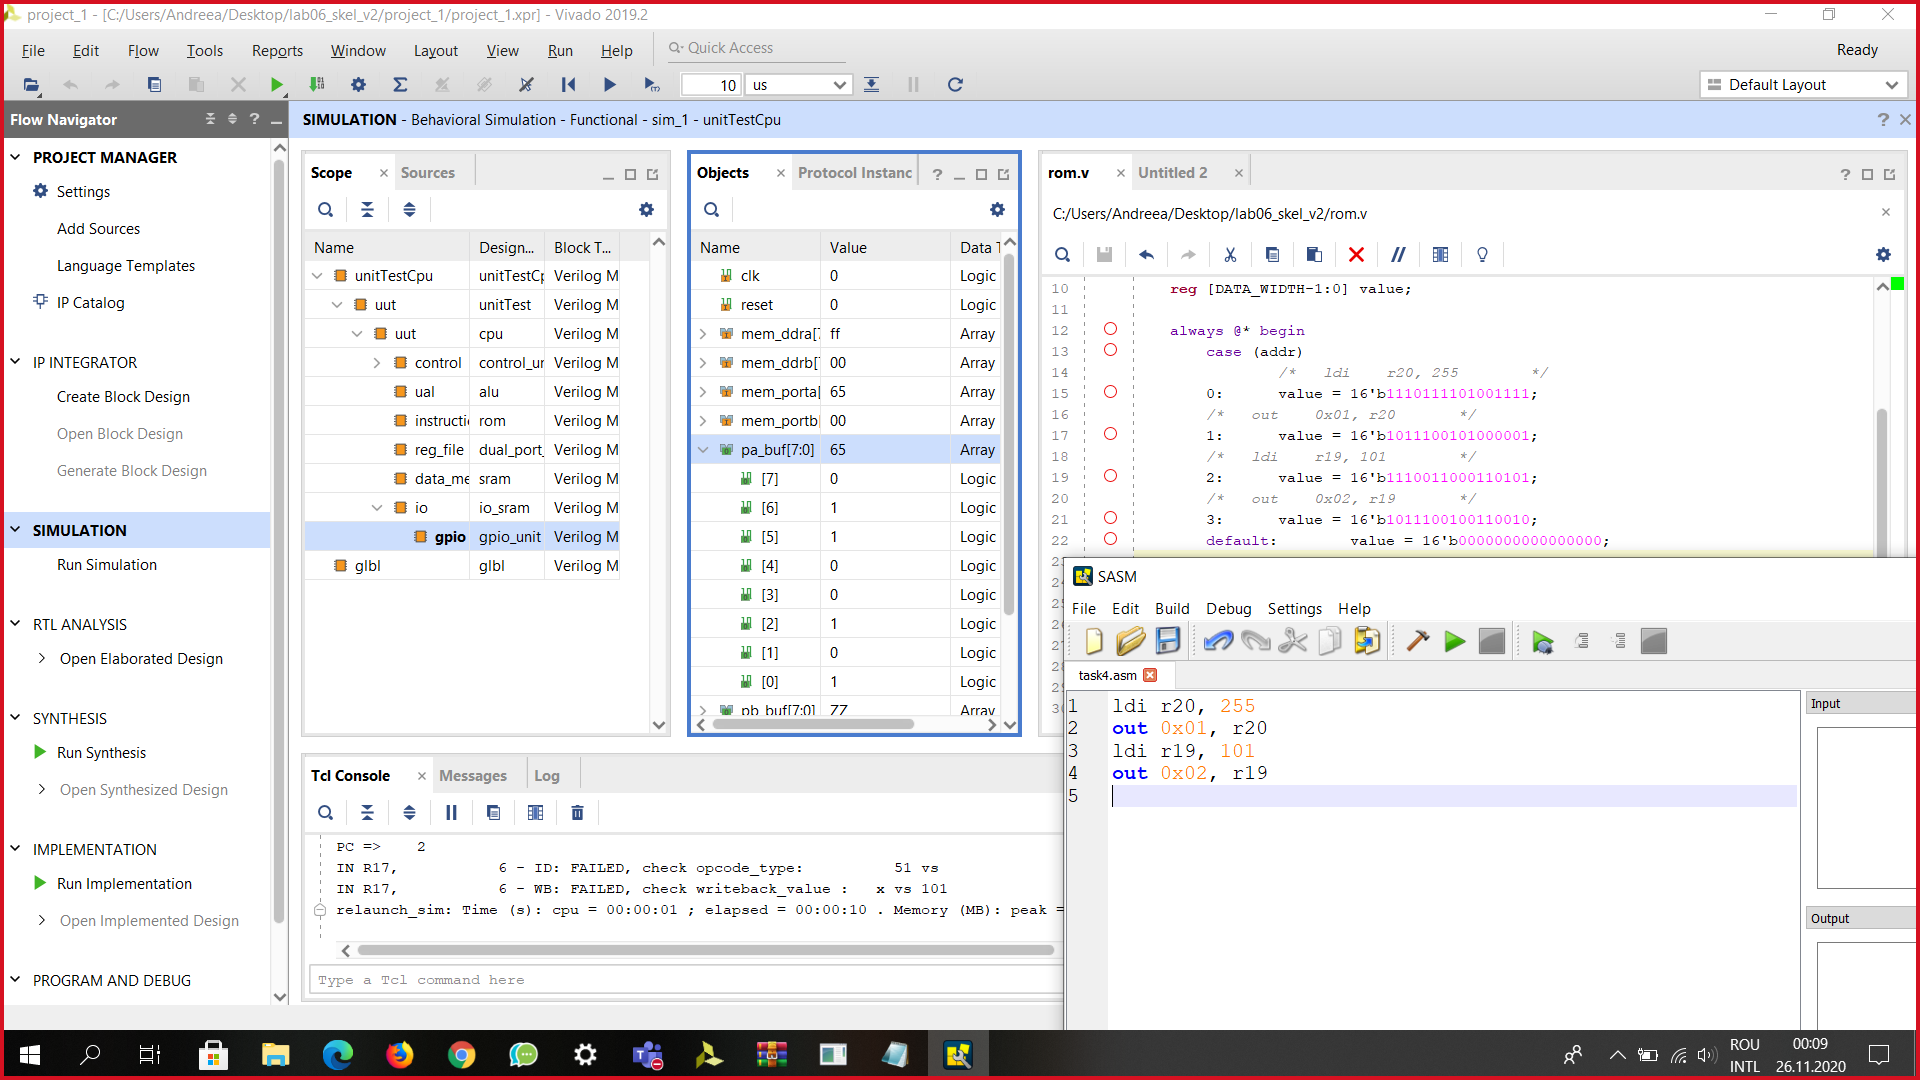 project_1 - [C:/Users/Andreea/Desktop/lab06_skel_v2/project_1/project_1.xpr] - Vivado 2019.2
File Edit Flow Tools Reports Window Layout View Run Help Quick Access Ready
10 us Default Layout
Flow Navigator
PROJECT MANAGER
Settings
Add Sources
Language Templates
IP Catalog
IP INTEGRATOR
Create Block Design
Open Block Design
Generate Block Design
SIMULATION
Run Simulation
RTL ANALYSIS
Open Elaborated Design
SYNTHESIS
Run Synthesis
Open Synthesized Design
IMPLEMENTATION
Run Implementation
Open Implemented Design
PROGRAM AND DEBUG
SIMULATION - Behavioral Simulation - Functional - sim_1 - unitTestCpu
Scope Sources
Name Design... Block T...
unitTestCpu unitTestCp Verilog M
uut unitTest Verilog M
uut cpu Verilog M
control control_ur Verilog M
ual alu Verilog M
instructi rom Verilog M
reg_file dual_port_ Verilog M
data_me sram Verilog M
io io_sram Verilog M
gpio gpio_unit Verilog M
glbl glbl Verilog M
Objects Protocol Instanc
Name Value Data T
clk 0 Logic
reset 0 Logic
mem_ddra[7 ff Array
mem_ddrb[7 00 Array
mem_porta[ 65 Array
mem_portb[ 00 Array
pa_buf[7:0] 65 Array
[7] 0 Logic
[6] 1 Logic
[5] 1 Logic
[4] 0 Logic
[3] 0 Logic
[2] 1 Logic
[1] 0 Logic
[0] 1 Logic
pb_buf[7:0] ZZ Array
rom.v Untitled 2
C:/Users/Andreea/Desktop/lab06_skel_v2/rom.v
10 reg [DATA_WIDTH-1:0] value;
11
12 always @* begin
13 case (addr)
14 /* ldi r20, 255 */
15 0: value = 16'b1110111101001111;
16 /* out 0x01, r20 */
17 1: value = 16'b1011100101000001;
18 /* ldi r19, 101 */
19 2: value = 16'b1110011000110101;
20 /* out 0x02, r19 */
21 3: value = 16'b1011100100110010;
22 default: value = 16'b0000000000000000;
Tcl Console Messages Log
PC => 2
IN R17, 6 - ID: FAILED, check opcode_type: 51 vs
IN R17, 6 - WB: FAILED, check writeback_value : x vs 101
relaunch_sim: Time (s): cpu = 00:00:01 ; elapsed = 00:00:10 . Memory (MB): peak =
Type a Tcl command here
SASM
File Edit Build Debug Settings Help
task4.asm
1 ldi r20, 255
2 out 0x01, r20
3 ldi r19, 101
4 out 0x02, r19
5
Input
Output
ROU
INTL
00:09
26.11.2020